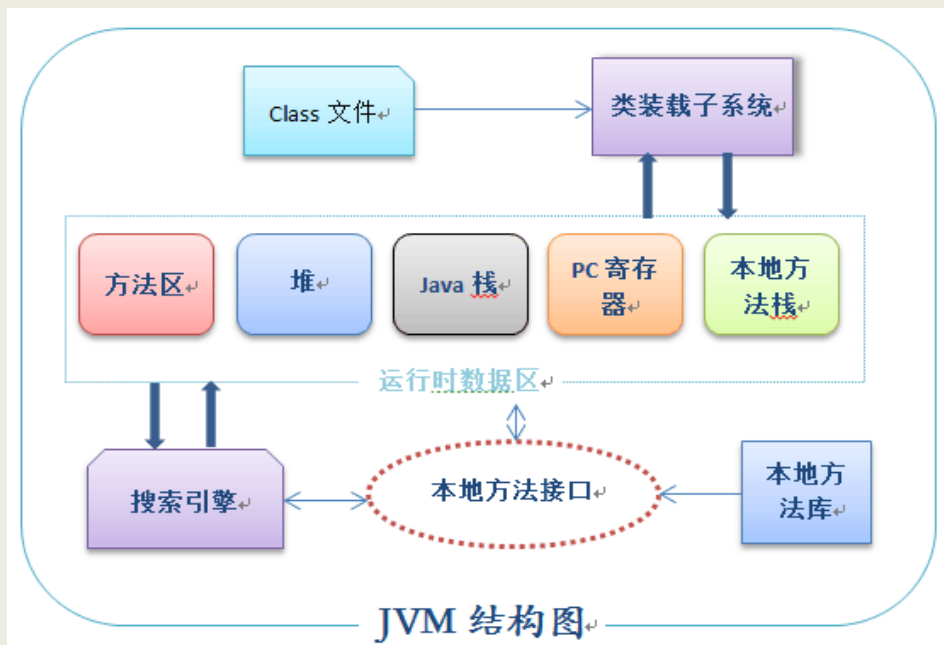 Class 文件
类装载子系统
方法区
堆
Java 栈
PC 寄存
器
本地方
法栈
运行时数据区
搜索引擎
本地方法接口
本地方
法库
JVM 结构图